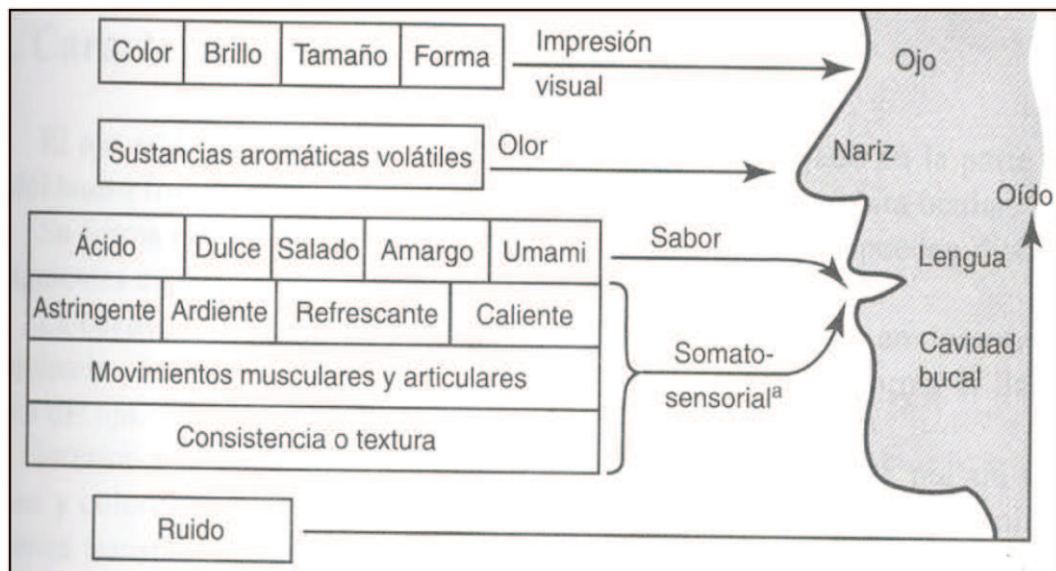 Color Brillo Tamaño Forma
Impresión
visual
Ojo
Sustancias aromáticas volátiles
Olor
Nariz
Oído
Ácido Dulce Salado Amargo Umami
Sabor
Lengua
Astringente Ardiente Refrescante Caliente
Movimientos musculares y articulares
Consistencia o textura
Somato-
sensorialª
Cavidad
bucal
Ruido